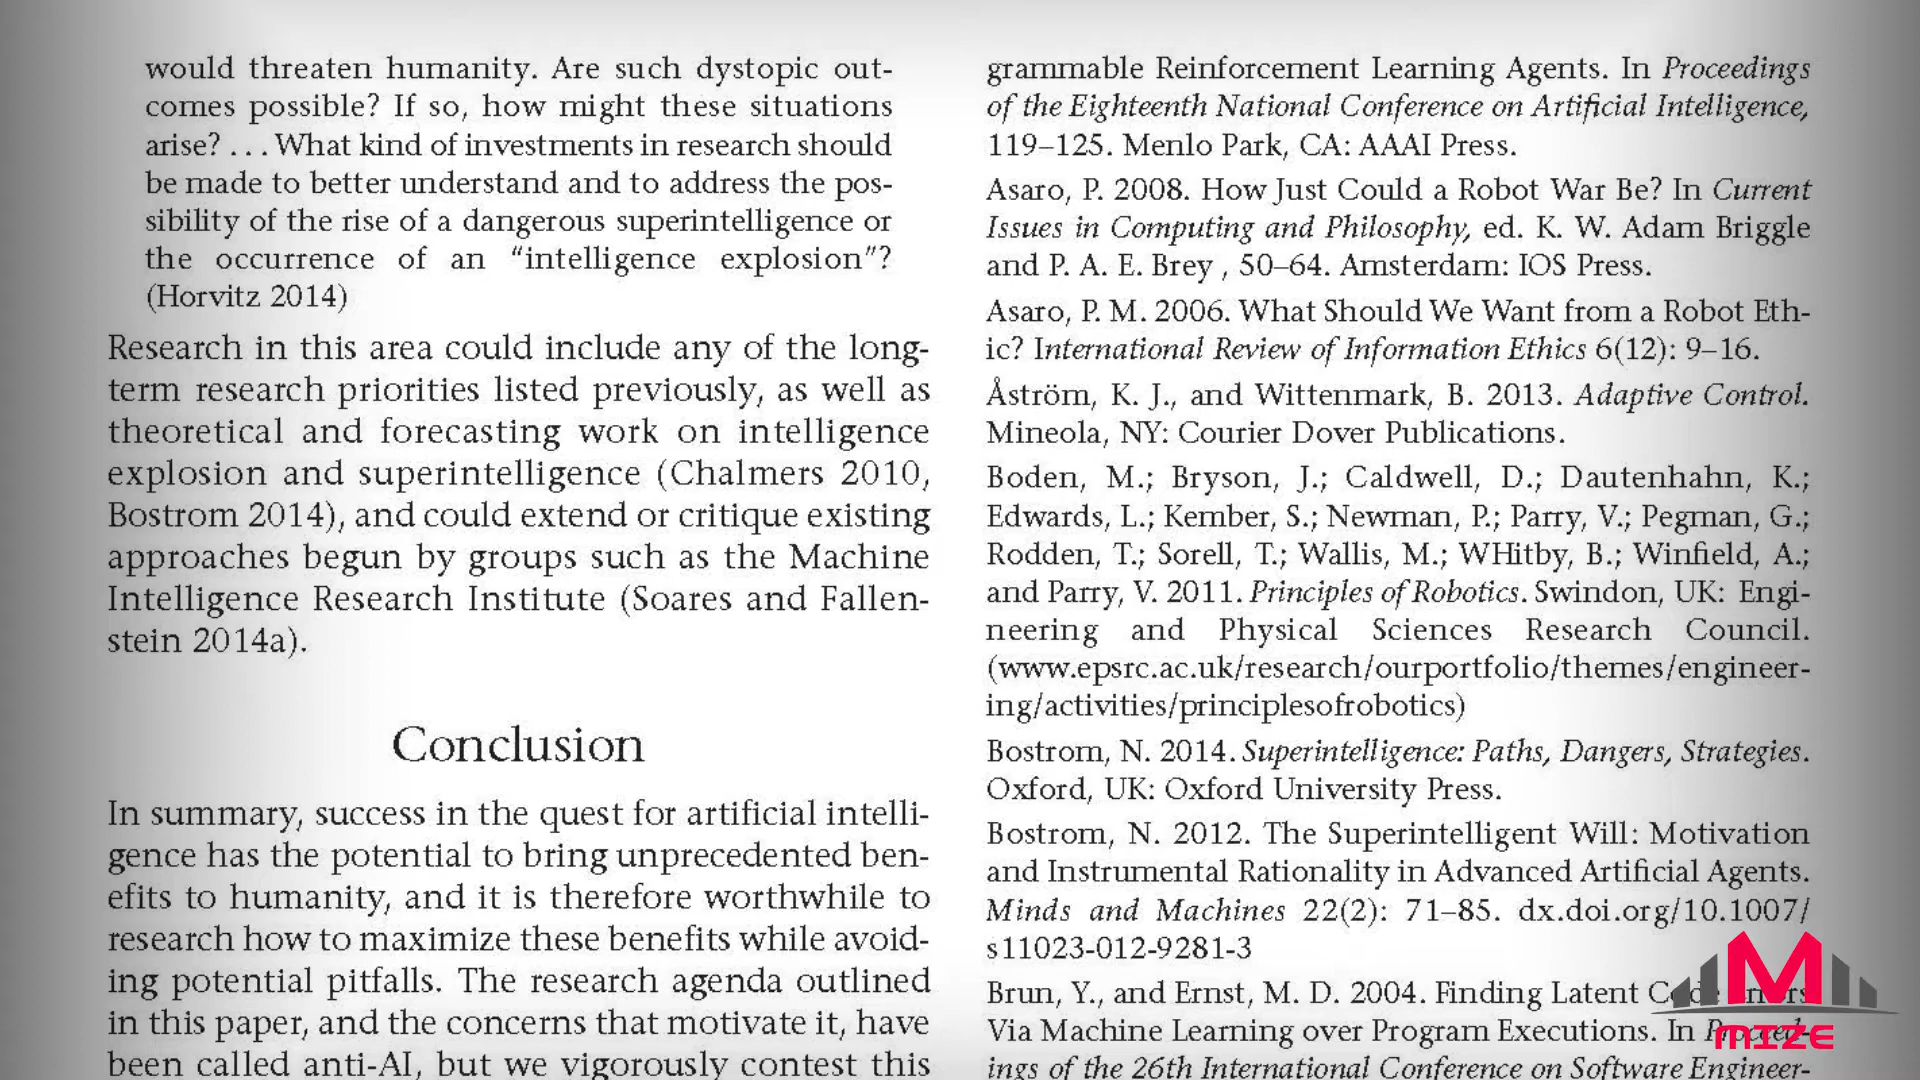 would threaten humanity. Are such dystopic out-
comes possible? If so, how might these situations
arise? . . . What kind of investments in research should
be made to better understand and to address the pos-
sibility of the rise of a dangerous superintelligence or
the occurrence of an “intelligence explosion”?
(Horvitz 2014)
Research in this area could include any of the long-
term research priorities listed previously, as well as
theoretical and forecasting work on intelligence
explosion and superintelligence (Chalmers 2010,
Bostrom 2014), and could extend or critique existing
approaches begun by groups such as the Machine
Intelligence Research Institute (Soares and Fallen-
stein 2014a).
Conclusion
In summary, success in the quest for artificial intelli-
gence has the potential to bring unprecedented ben-
efits to humanity, and it is therefore worthwhile to
research how to maximize these benefits while avoid-
ing potential pitfalls. The research agenda outlined
in this paper, and the concerns that motivate it, have
been called anti-AI, but we vigorously contest this
grammable Reinforcement Learning Agents. In Proceedings
of the Eighteenth National Conference on Artificial Intelligence,
119–125. Menlo Park, CA: AAAI Press.
Asaro, P. 2008. How Just Could a Robot War Be? In Current
Issues in Computing and Philosophy, ed. K. W. Adam Briggle
and P. A. E. Brey , 50–64. Amsterdam: IOS Press.
Asaro, P. M. 2006. What Should We Want from a Robot Eth-
ic? International Review of Information Ethics 6(12): 9–16.
Åström, K. J., and Wittenmark, B. 2013. Adaptive Control.
Mineola, NY: Courier Dover Publications.
Boden, M.; Bryson, J.; Caldwell, D.; Dautenhahn, K.;
Edwards, L.; Kember, S.; Newman, P.; Parry, V.; Pegman, G.;
Rodden, T.; Sorell, T.; Wallis, M.; WHitby, B.; Winfield, A.;
and Parry, V. 2011. Principles of Robotics. Swindon, UK: Engi-
neering and Physical Sciences Research Council.
(www.epsrc.ac.uk/research/ourportfolio/themes/engineer-
ing/activities/principlesofrobotics)
Bostrom, N. 2014. Superintelligence: Paths, Dangers, Strategies.
Oxford, UK: Oxford University Press.
Bostrom, N. 2012. The Superintelligent Will: Motivation
and Instrumental Rationality in Advanced Artificial Agents.
Minds and Machines 22(2): 71–85. dx.doi.org/10.1007/
s11023-012-9281-3
Brun, Y., and Ernst, M. D. 2004. Finding Latent Code Errors
Via Machine Learning over Program Executions. In Proceed-
ings of the 26th International Conference on Software Engineer-
M
MIZE